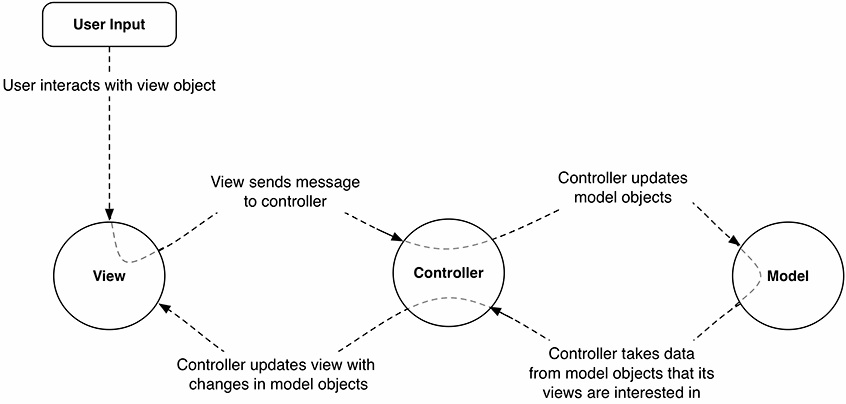 User Input
User interacts with view object
View sends message
to controller
Controller updates
model objects
View
Controller
Model
Controller updates view with
changes in model objects
Controller takes data
from model objects that its
views are interested in